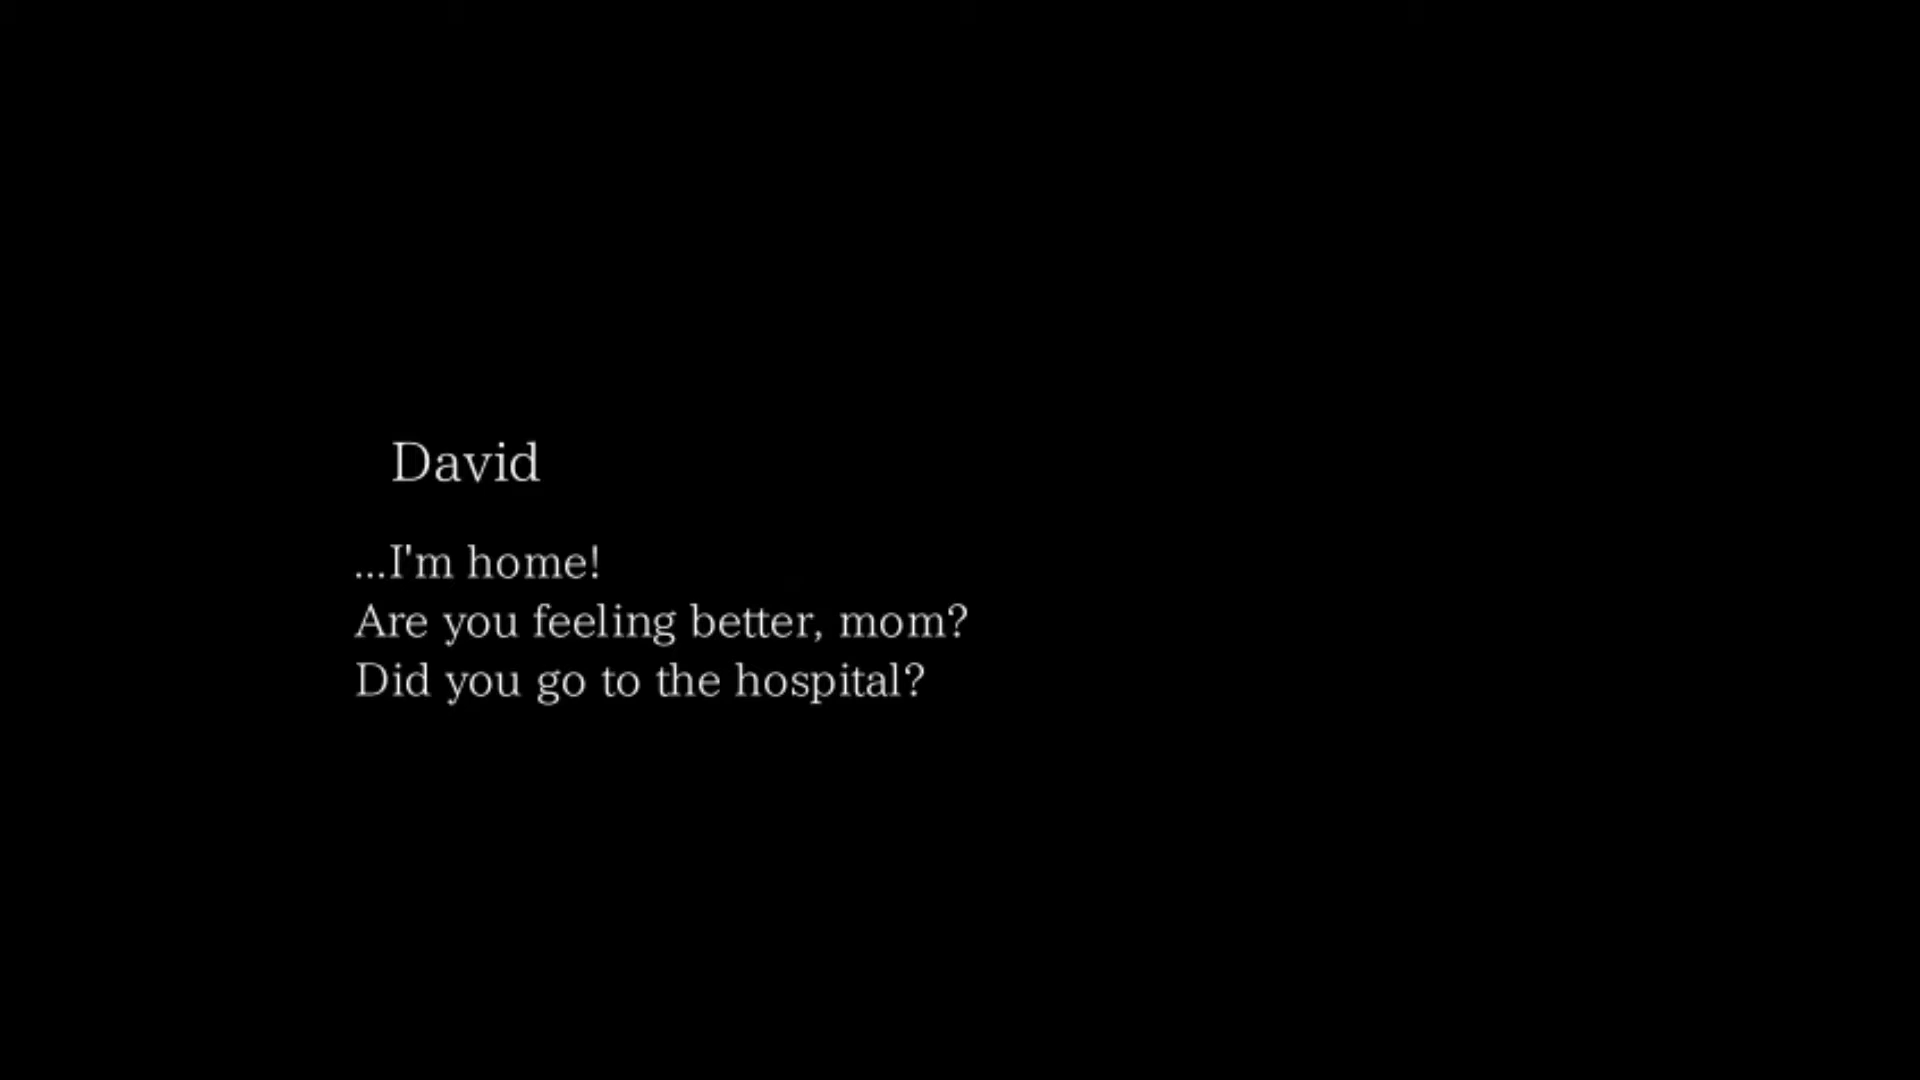 David
...I'm home!
Are you feeling better, mom?
Did you go to the hospital?